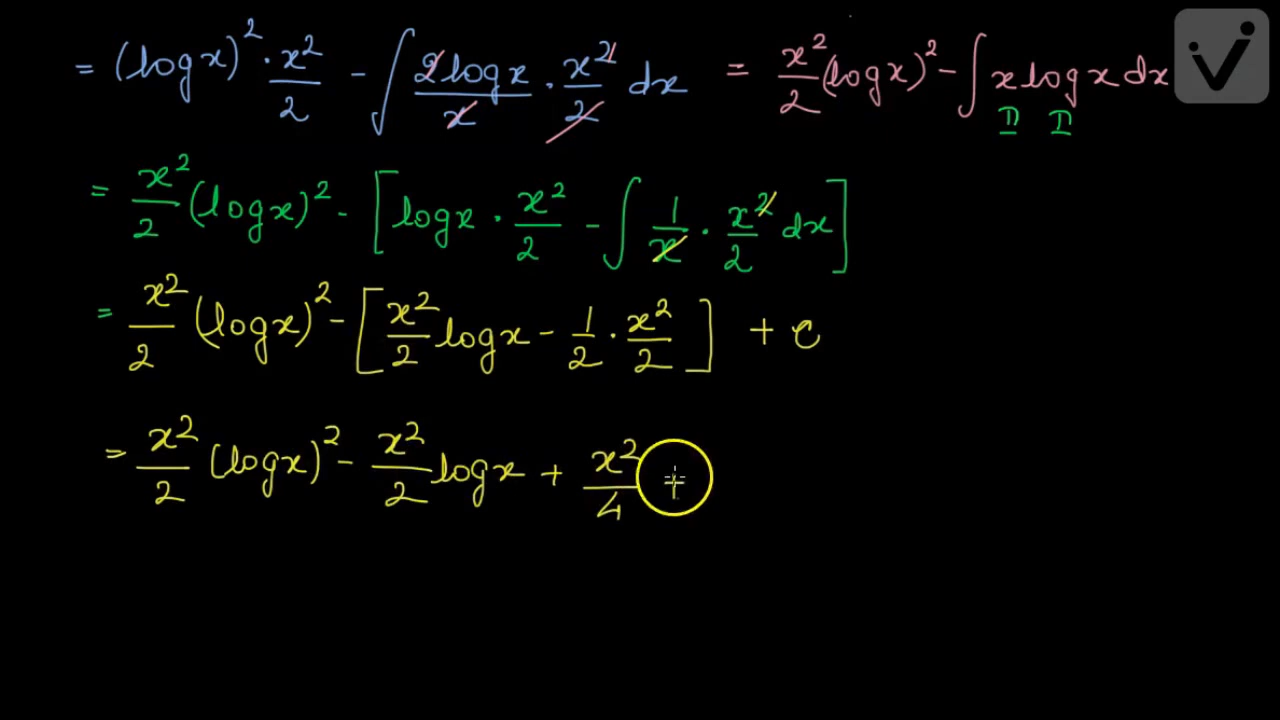 = (log x)² · x²/2 - ∫ 2 log x/x · x²/2 dx = x²/2 (log x)² - ∫ x log x dx
II I
= x²/2 (log x)² - [log x · x²/2 - ∫ 1/x · x²/2 dx]
= x²/2 (log x)² - [x²/2 log x - 1/2 · x²/2] + c
= x²/2 (log x)² - x²/2 log x + x²/4 +